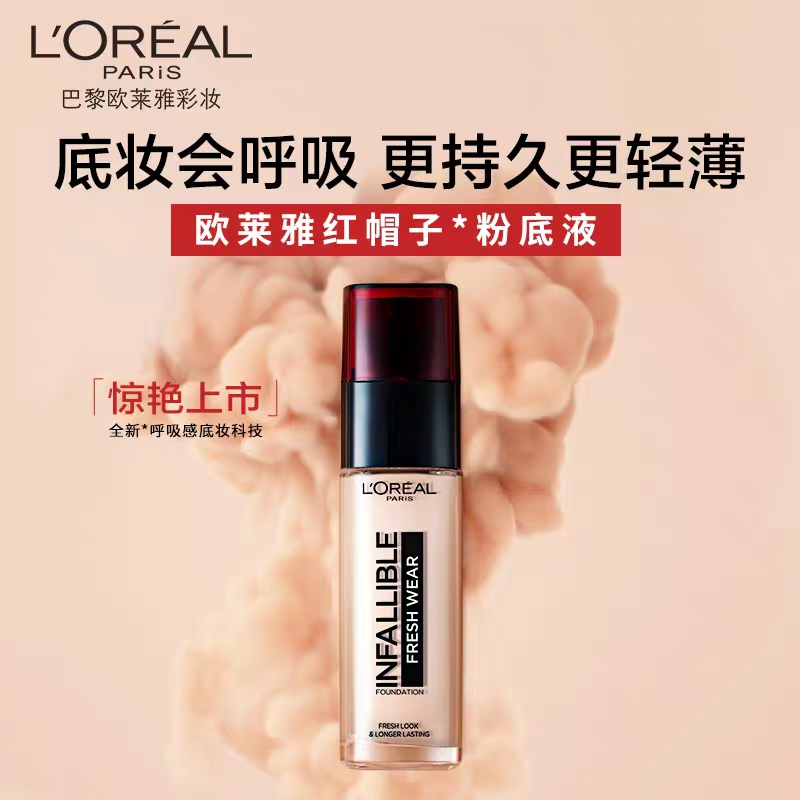 L'ORÉAL
PARiS
巴黎欧莱雅彩妆
底妆会呼吸 更持久更轻薄
欧莱雅红帽子*粉底液
「惊艳上市」
全新*呼吸感底妆科技
L'ORÉAL
PARIS
INFALLIBLE
FRESH WEAR
FOUNDATION
FRESH LOOK
& LONGER LASTING